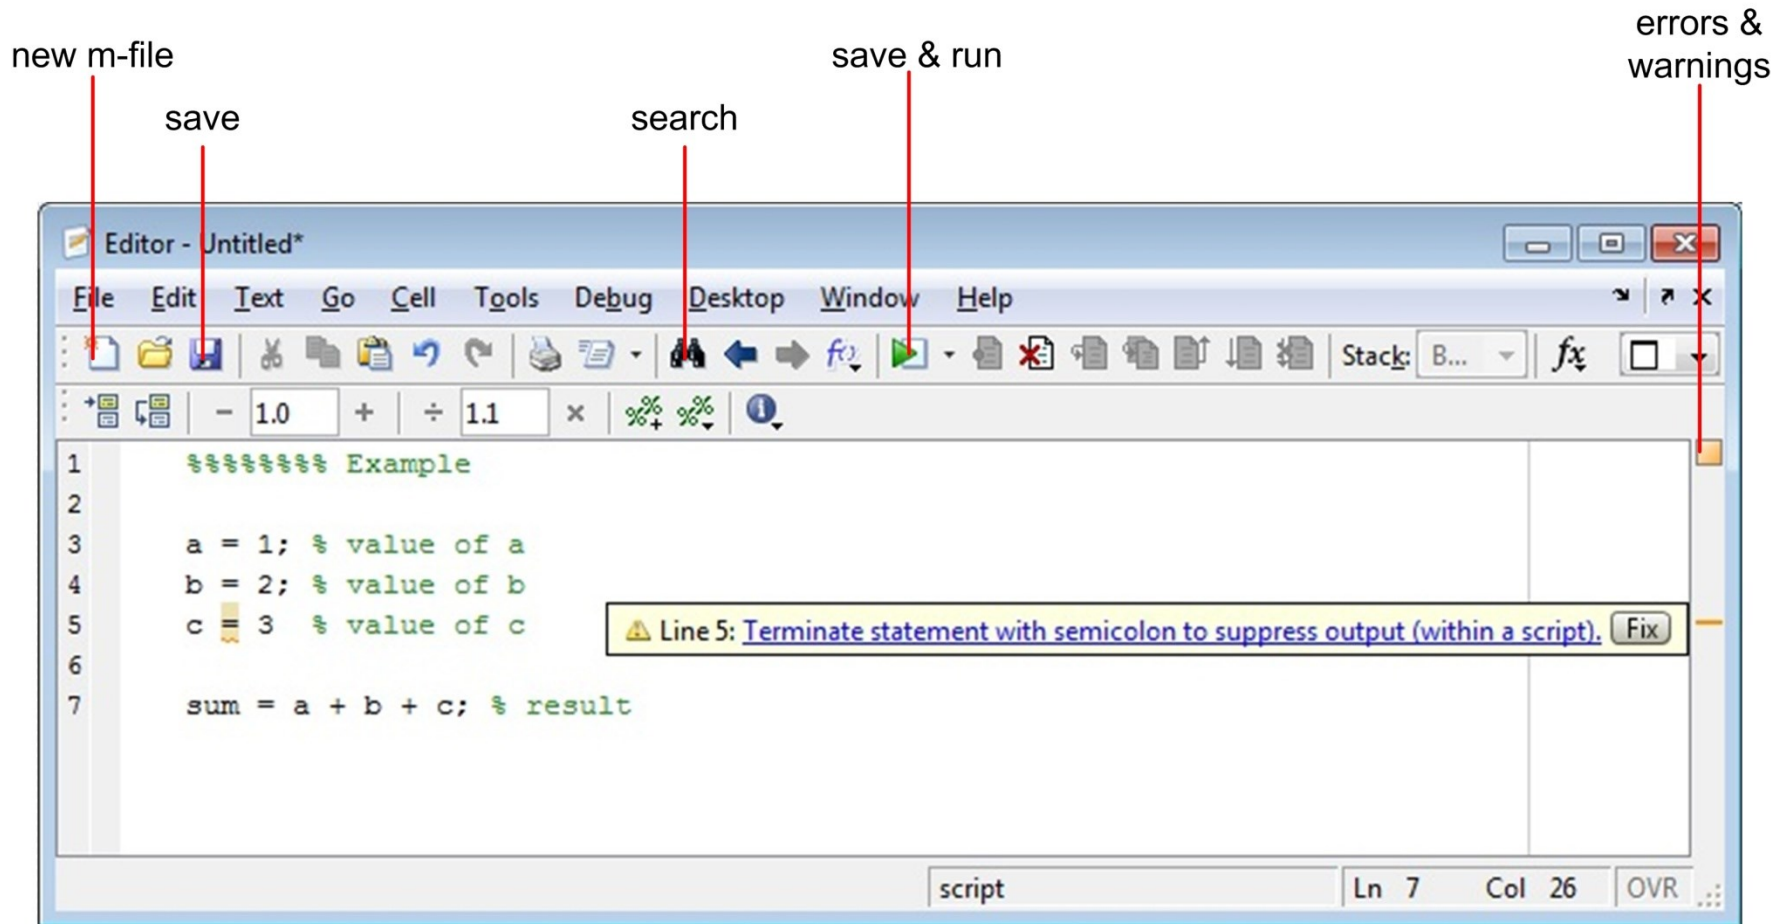 errors &
new m-file save & run warnings
save search
Editor - Untitled*
File Edit Text Go Cell Tools Debug Desktop Window Help
Stack: B... fx
- 1.0 + ÷ 1.1 ×
1 %%%%%%%% Example
2
3 a = 1; % value of a
4 b = 2; % value of b
5 c = 3 % value of c
Line 5: Terminate statement with semicolon to suppress output (within a script). Fix
6
7 sum = a + b + c; % result
script Ln 7 Col 26 OVR